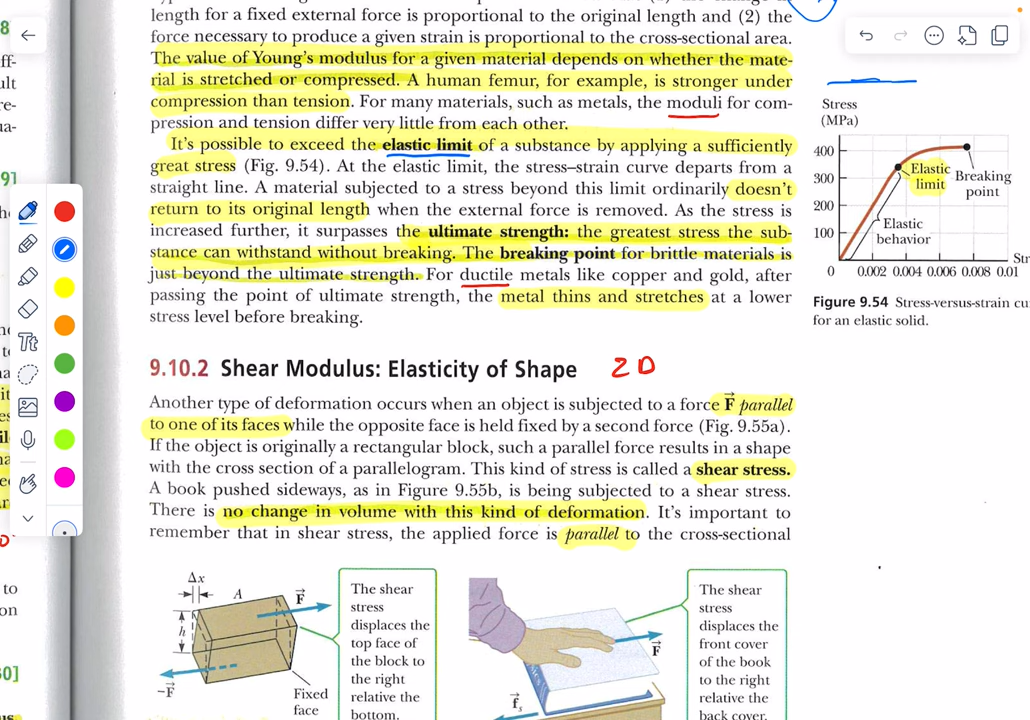 length for a fixed external force is proportional to the original length and (2) the
force necessary to produce a given strain is proportional to the cross-sectional area.
The value of Young's modulus for a given material depends on whether the mate-
rial is stretched or compressed. A human femur, for example, is stronger under
compression than tension. For many materials, such as metals, the moduli for com-
pression and tension differ very little from each other.
It's possible to exceed the elastic limit of a substance by applying a sufficiently
great stress (Fig. 9.54). At the elastic limit, the stress–strain curve departs from a
straight line. A material subjected to a stress beyond this limit ordinarily doesn't
return to its original length when the external force is removed. As the stress is
increased further, it surpasses the ultimate strength: the greatest stress the sub-
stance can withstand without breaking. The breaking point for brittle materials is
just beyond the ultimate strength. For ductile metals like copper and gold, after
passing the point of ultimate strength, the metal thins and stretches at a lower
stress level before breaking.
9.10.2 Shear Modulus: Elasticity of Shape 2D
Another type of deformation occurs when an object is subjected to a force F⃗ parallel
to one of its faces while the opposite face is held fixed by a second force (Fig. 9.55a).
If the object is originally a rectangular block, such a parallel force results in a shape
with the cross section of a parallelogram. This kind of stress is called a shear stress.
A book pushed sideways, as in Figure 9.55b, is being subjected to a shear stress.
There is no change in volume with this kind of deformation. It's important to
remember that in shear stress, the applied force is parallel to the cross-sectional
Δx
A
F⃗
h
−F⃗
Fixed
face
The shear
stress
displaces the
top face of
the block to
the right
relative the
bottom.
F⃗
f⃗s
The shear
stress
displaces the
front cover
of the book
to the right
relative the
back cover.
Stress
(MPa)
400
300
200
100
0
0.002 0.004 0.006 0.008 0.01
Elastic
limit
Breaking
point
Elastic
behavior
Figure 9.54 Stress-versus-strain
for an elastic solid.
Tt